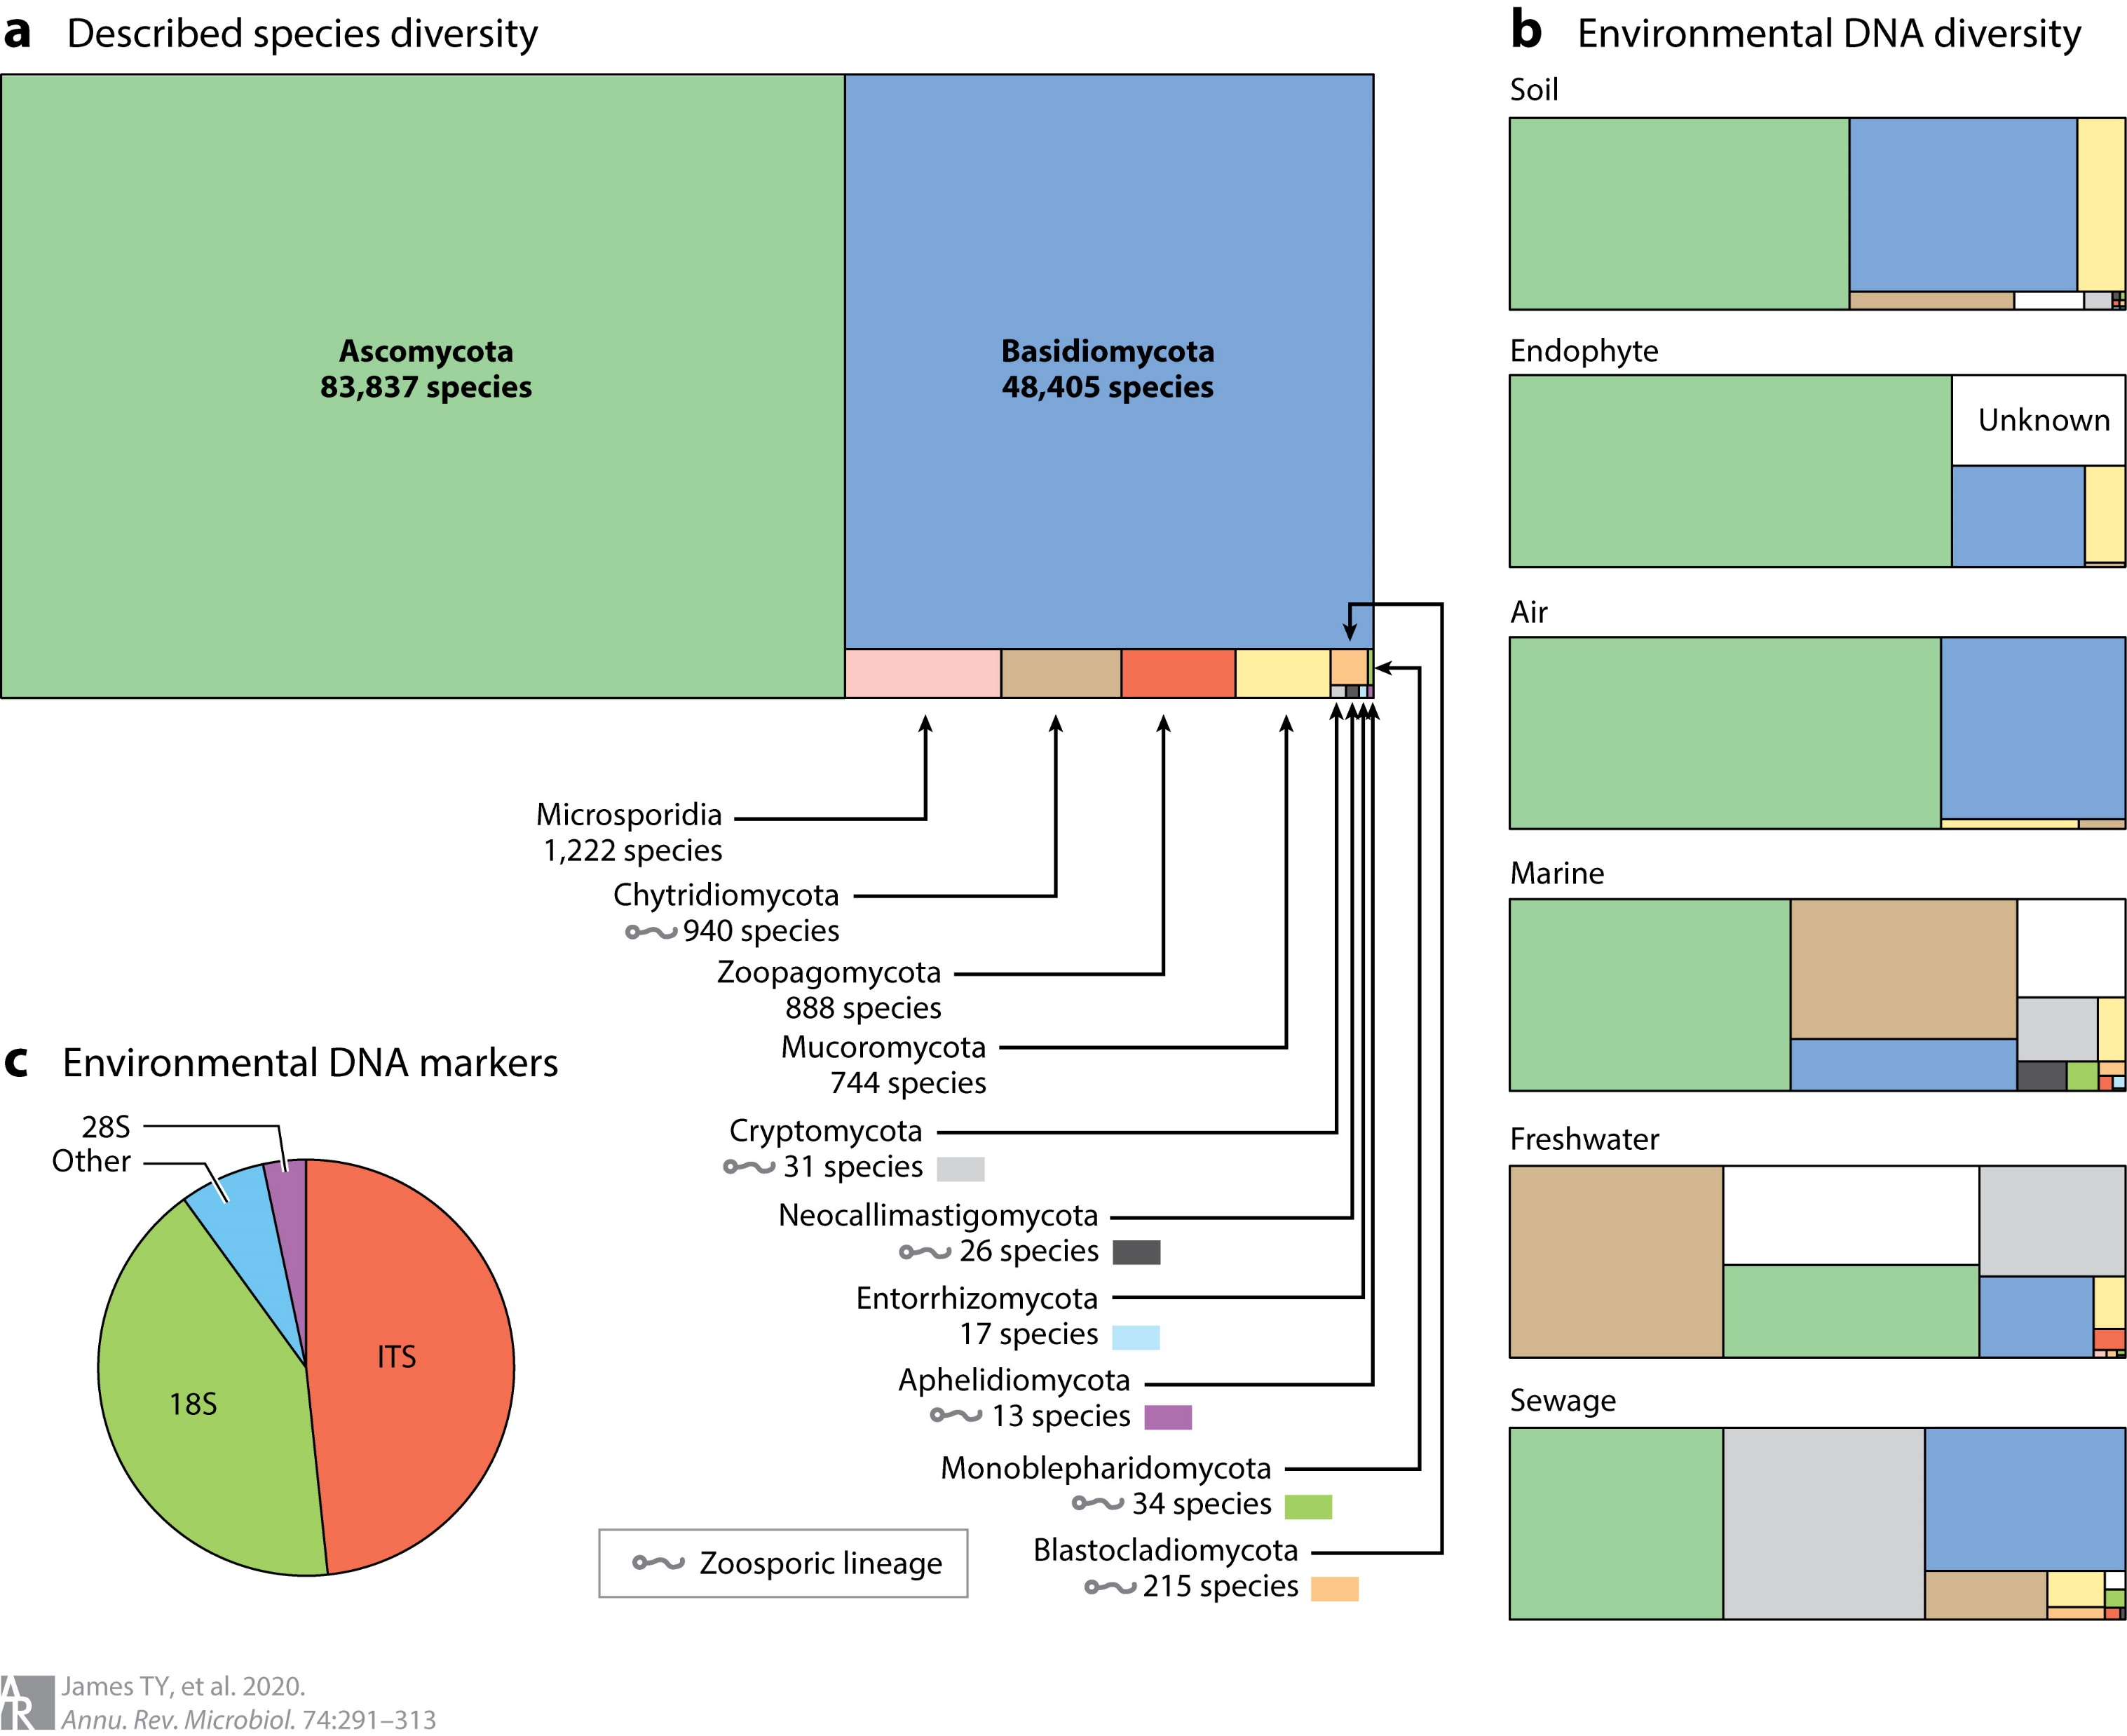 a Described species diversity
Ascomycota
83,837 species
Basidiomycota
48,405 species
Microsporidia
1,222 species
Chytridiomycota
940 species
Zoopagomycota
888 species
Mucoromycota
744 species
Cryptomycota
31 species
Neocallimastigomycota
26 species
Entorrhizomycota
17 species
Aphelidiomycota
13 species
Monoblepharidomycota
34 species
Blastocladiomycota
215 species
Zoosporic lineage
b Environmental DNA diversity
Soil
Endophyte
Unknown
Air
Marine
Freshwater
Sewage
c Environmental DNA markers
28S
Other
ITS
18S
AR
James TY, et al. 2020.
Annu. Rev. Microbiol. 74:291–313